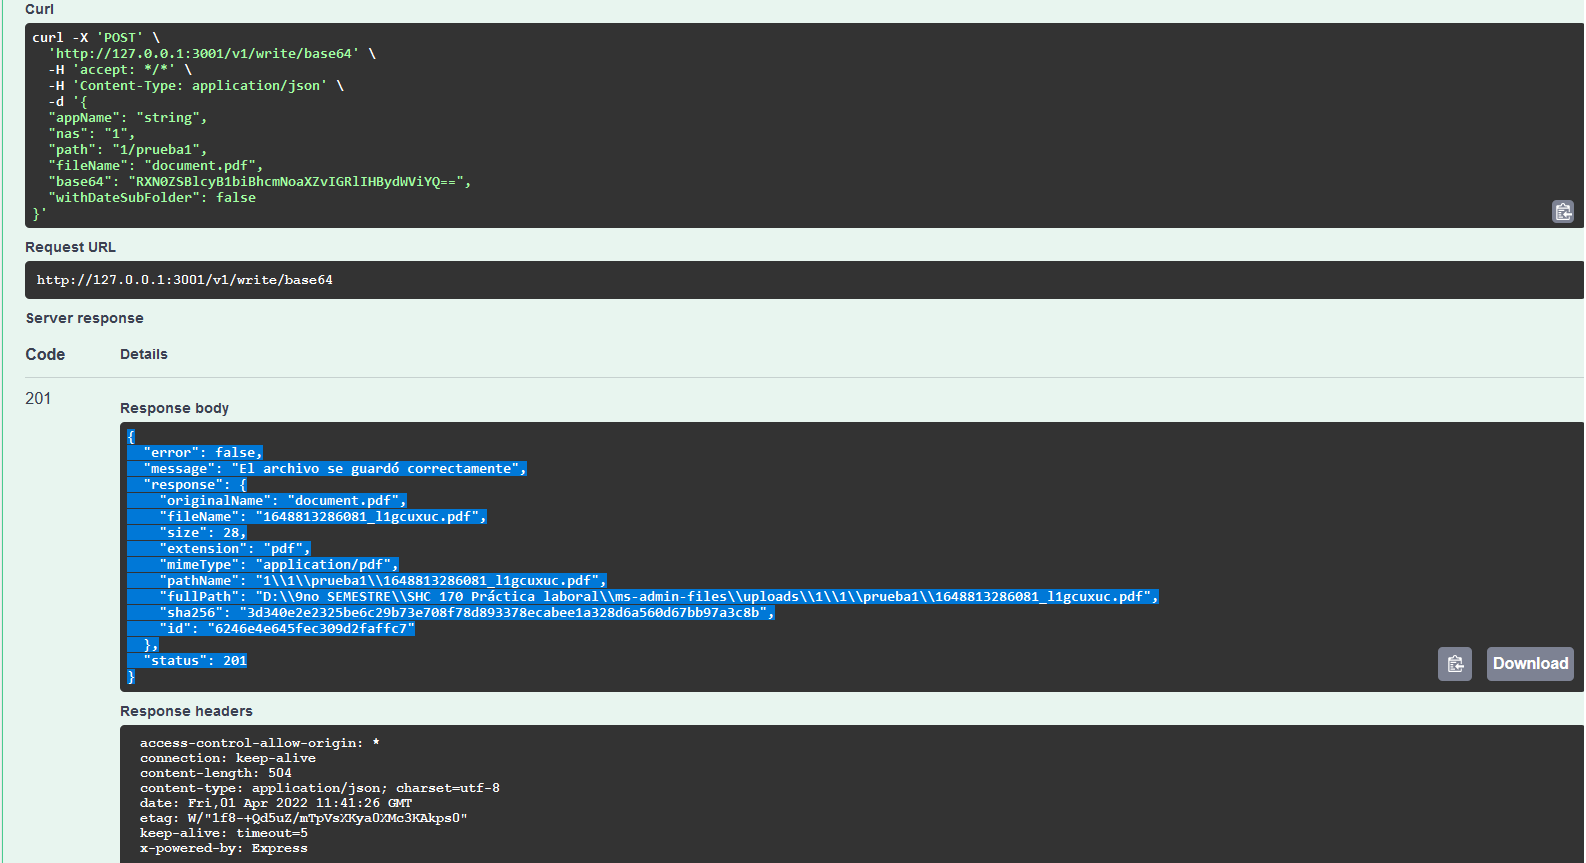 Curl
curl -X 'POST' \
'http://127.0.0.1:3001/v1/write/base64' \
-H 'accept: */*' \
-H 'Content-Type: application/json' \
-d '{
"appName": "string",
"nas": "1",
"path": "1/prueba1",
"fileName": "document.pdf",
"base64": "RXN0ZSBlcyB1biBhcmNoaXZvIGRlIHBydWViYQ==",
"withDateSubFolder": false
}'
Request URL
http://127.0.0.1:3001/v1/write/base64
Server response
Code Details
201
Response body
{
"error": false,
"message": "El archivo se guardó correctamente",
"response": {
"originalName": "document.pdf",
"fileName": "1648813286081_l1gcuxuc.pdf",
"size": 28,
"extension": "pdf",
"mimeType": "application/pdf",
"pathName": "1\\1\\prueba1\\1648813286081_l1gcuxuc.pdf",
"fullPath": "D:\\9no SEMESTRE\\SHC 170 Práctica laboral\\ms-admin-files\\uploads\\1\\1\\prueba1\\1648813286081_l1gcuxuc.pdf",
"sha256": "3d340e2e2325be6c29b73e708f78d893378ecabee1a328d6a560d67bb97a3c8b",
"id": "6246e4e645fec309d2faffc7"
},
"status": 201
}
Download
Response headers
access-control-allow-origin: *
connection: keep-alive
content-length: 504
content-type: application/json; charset=utf-8
date: Fri,01 Apr 2022 11:41:26 GMT
etag: W/"1f8-+Qd5uZ/mTpVsXKya0XMc3KAkps0"
keep-alive: timeout=5
x-powered-by: Express